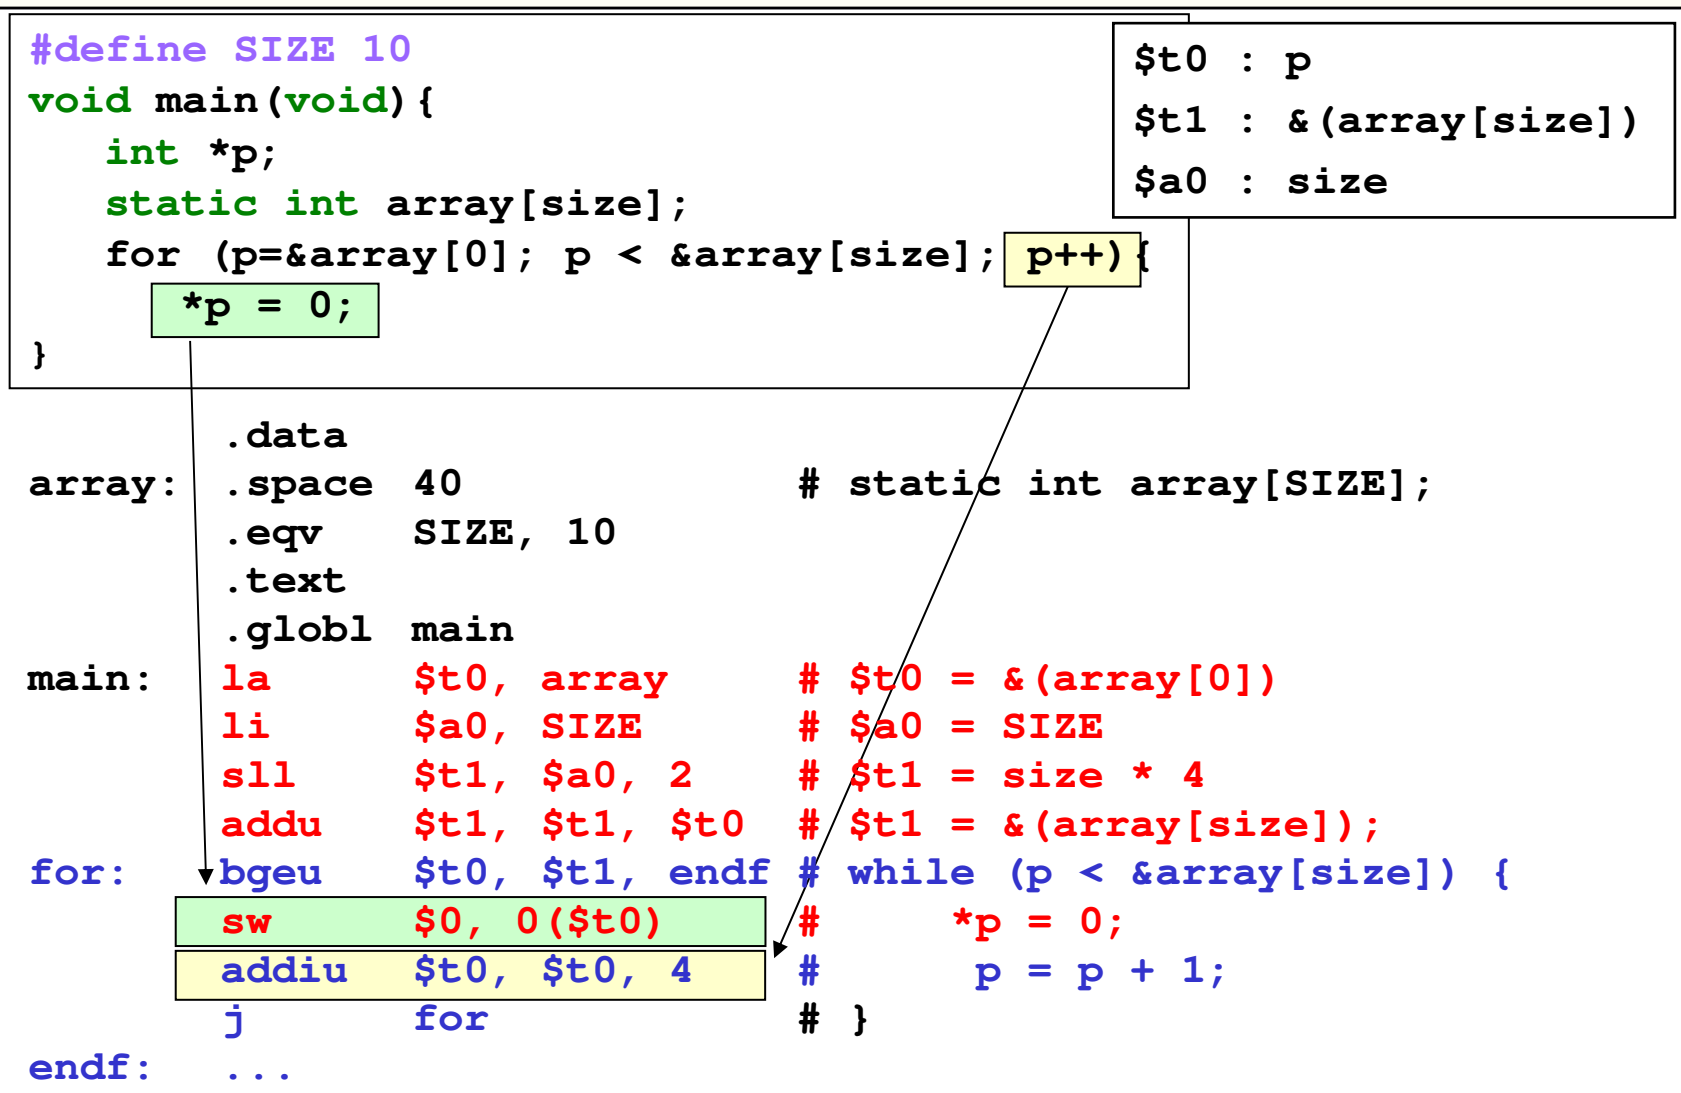 #define SIZE 10
void main(void){
int *p;
static int array[size];
for (p=&array[0]; p < &array[size]; p++){
*p = 0;
}
$t0 : p
$t1 : &(array[size])
$a0 : size
.data
array: .space 40 # static int array[SIZE];
.eqv SIZE, 10
.text
.globl main
main: la $t0, array # $t0 = &(array[0])
li $a0, SIZE # $a0 = SIZE
sll $t1, $a0, 2 # $t1 = size * 4
addu $t1, $t1, $t0 # $t1 = &(array[size]);
for: bgeu $t0, $t1, endf # while (p < &array[size]) {
sw $0, 0($t0) # *p = 0;
addiu $t0, $t0, 4 # p = p + 1;
j for # }
endf: ...